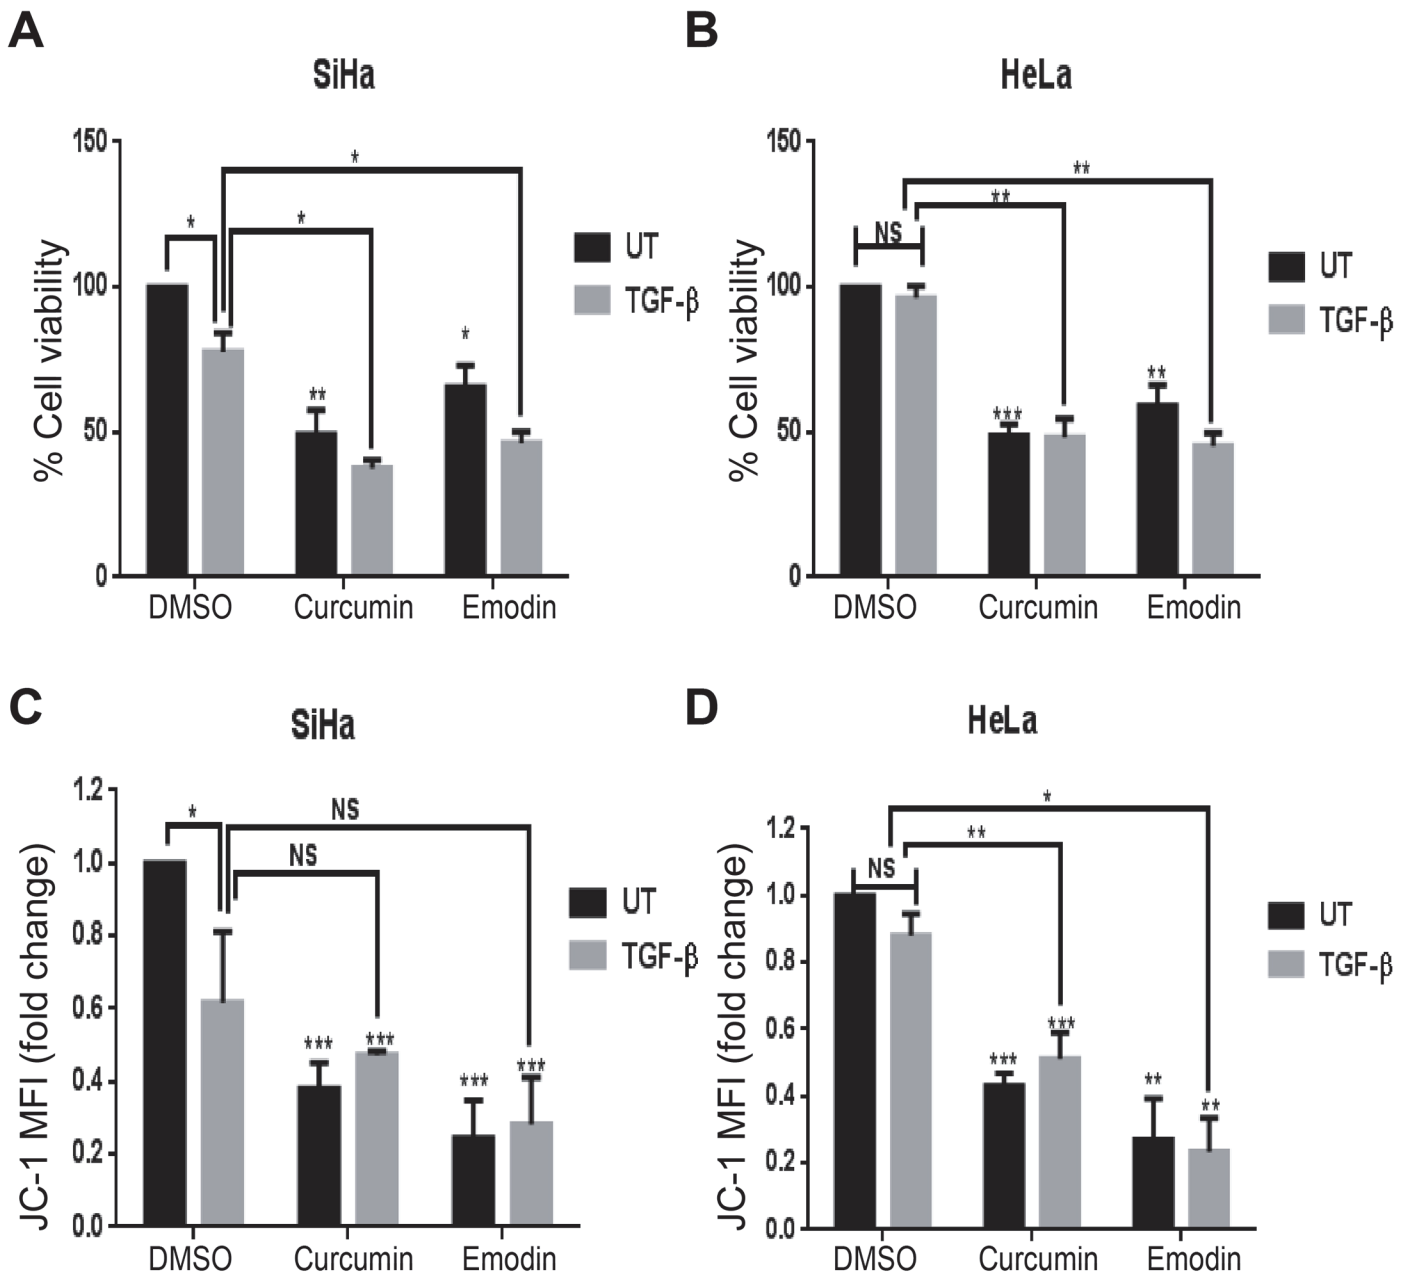 A
SiHa
150
100
50
0
% Cell viability
*
*
*
**
*
UT
TGF-β
DMSO Curcumin Emodin
B
HeLa
150
100
50
0
% Cell viability
**
**
NS
***
**
UT
TGF-β
DMSO Curcumin Emodin
C
SiHa
1.2
1.0
0.8
0.6
0.4
0.2
0.0
JC-1 MFI (fold change)
*
NS
NS
*** ***
*** ***
UT
TGF-β
DMSO Curcumin Emodin
D
HeLa
1.2
1.0
0.8
0.6
0.4
0.2
0.0
JC-1 MFI (fold change)
*
**
NS
*** ***
** **
UT
TGF-β
DMSO Curcumin Emodin